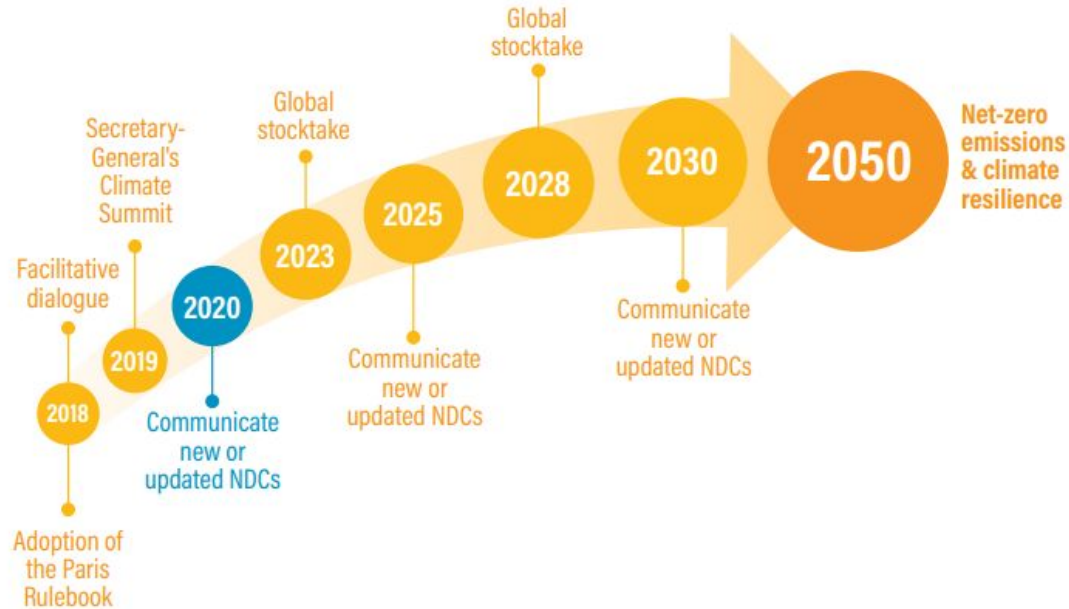 Facilitative
dialogue
2018
Adoption of
the Paris
Rulebook
Secretary-
General's
Climate
Summit
2019
2020
Communicate
new or
updated NDCs
Global
stocktake
2023
2025
Communicate
new or
updated NDCs
Global
stocktake
2028
2030
Communicate
new or
updated NDCs
2050
Net-zero
emissions
& climate
resilience